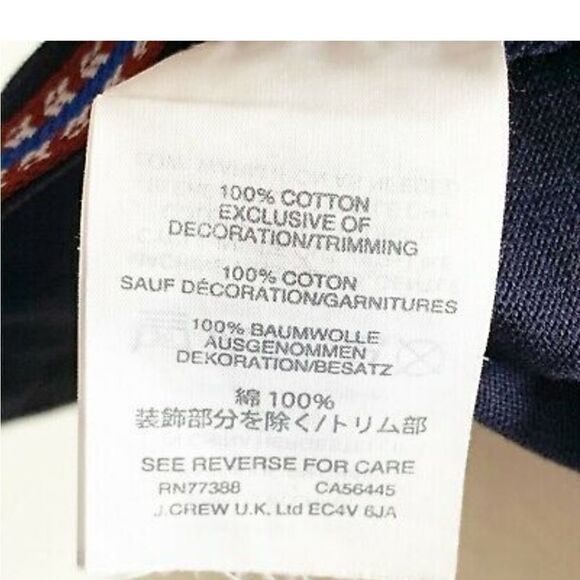 100% COTTON
EXCLUSIVE OF
DECORATION/TRIMMING
100% COTON
SAUF DÉCORATION/GARNITURES
100% BAUMWOLLE
AUSGENOMMEN
DEKORATION/BESATZ
綿 100%
装飾部分を除く/トリム部
SEE REVERSE FOR CARE
RN77388 CA56445
J.CREW U.K. Ltd EC4V 6JA